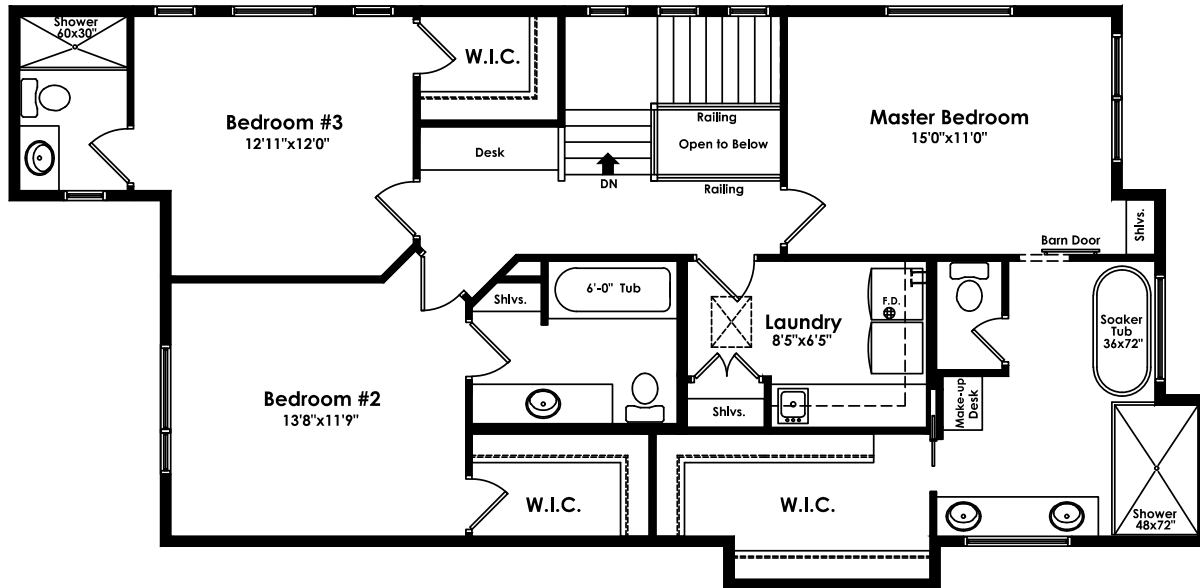 Shower
60x30"
Bedroom #3
12'11"x12'0"
W.I.C.
Desk
DN
Railing
Open to Below
Railing
Master Bedroom
15'0"x11'0"
Shlvs.
Barn Door
Shlvs.
6'-0" Tub
Laundry
8'5"x6'5"
F.D.
Soaker
Tub
36x72"
Bedroom #2
13'8"x11'9"
Shlvs.
Make-up
Desk
W.I.C.
W.I.C.
Shower
48x72"